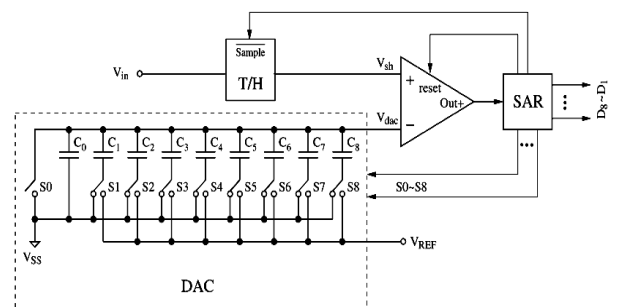 Sample
V_in
T/H
V_sh
+
reset
Out+
SAR
D_8~D_1
V_dac
−
C_0 C_1 C_2 C_3 C_4 C_5 C_6 C_7 C_8
S0 S1 S2 S3 S4 S5 S6 S7 S8
S0~S8
V_SS
V_REF
DAC